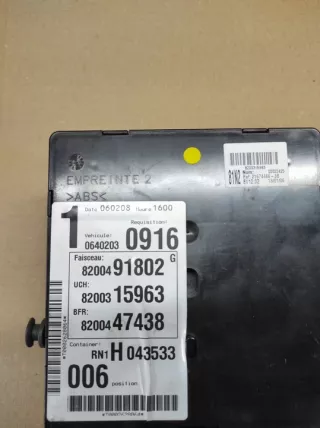 EMPREINTE 2
>ABS<
81N2
1
Date 060208 Heure 1600
Requisition:
Vehicule:
0640203 0916
Faisceau: G
82004 91802
UCH:
82003 15963
BFR:
82004 47438
Container:
RN1 H 043533
006 position